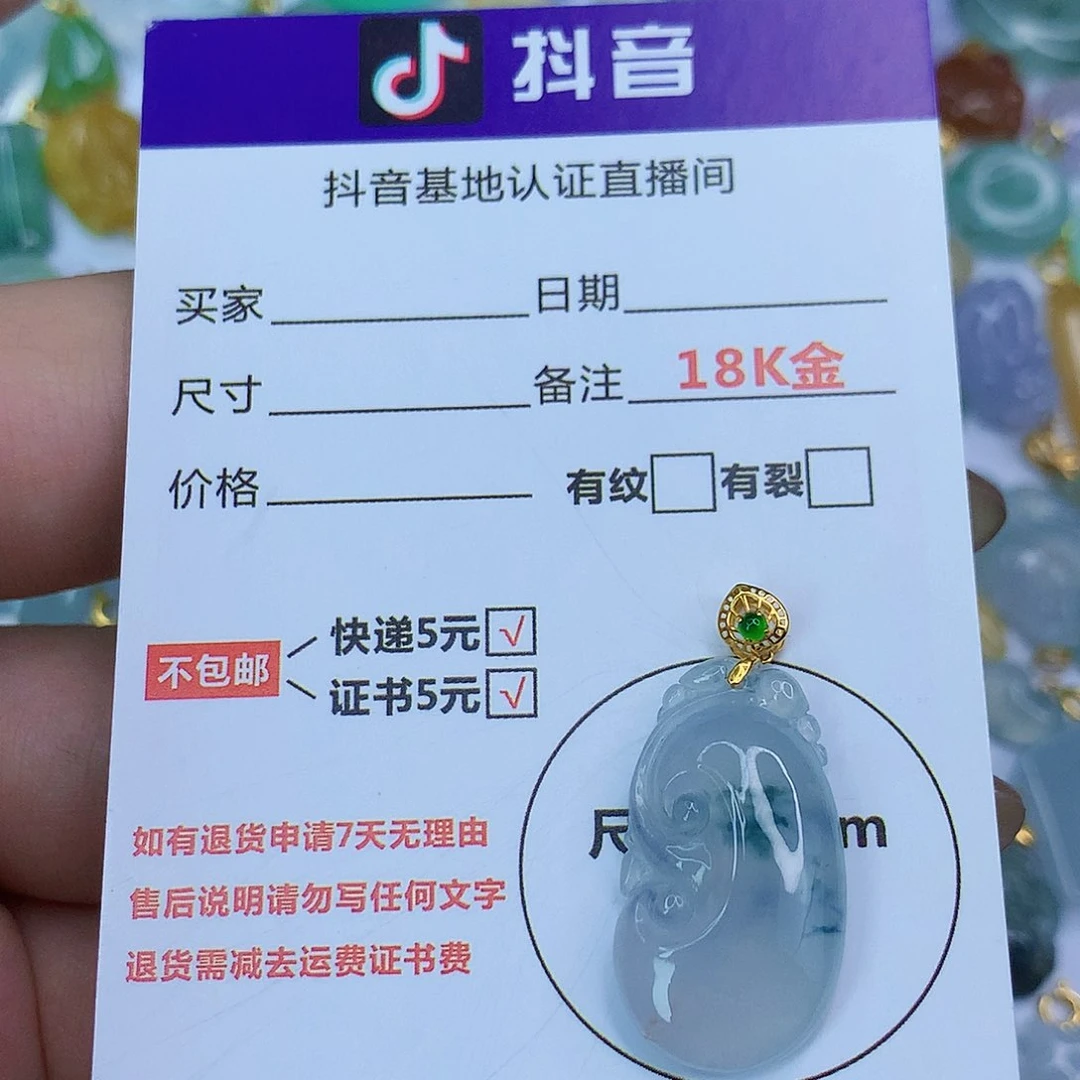 抖音
抖音基地认证直播间
买家 日期
尺寸 备注 18K金
价格 有纹 有裂
快递5元 √
不包邮
证书5元 √
尺 m
如有退货申请7天无理由
售后说明请勿写任何文字
退货需减去运费证书费